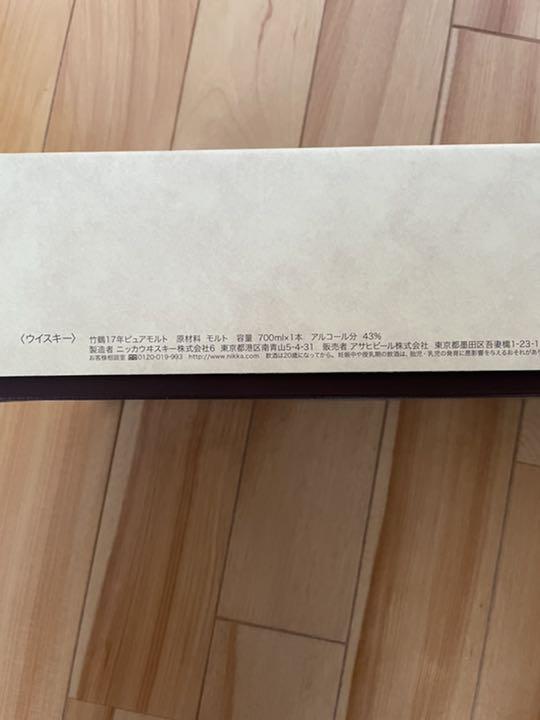 〈ウイスキー〉 竹鶴17年ピュアモルト 原材料 モルト 容量 700ml×1本 アルコール分 43%
製造者 ニッカウヰスキー株式会社6 東京都港区南青山5-4-31 販売者 アサヒビール株式会社 東京都墨田区吾妻橋1-23-1
お客様相談室 0120-019-993 http://www.nikka.com 飲酒は20歳になってから。妊娠中や授乳期の飲酒は、胎児・乳児の発育に悪影響を与えるおそれがあり